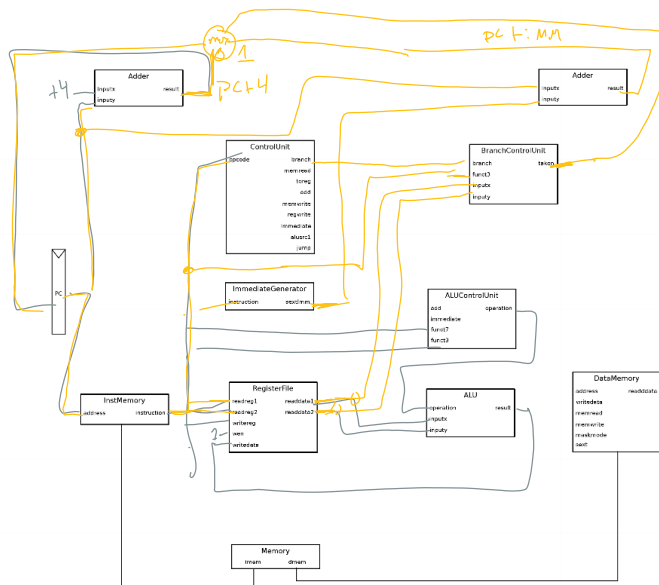 mux
0
1
PC + imm
Adder
inputx
inputy
result
+4
PC+4
Adder
inputx
inputy
result
ControlUnit
opcode
branch
memread
toreg
add
memwrite
regwrite
immediate
alusrc1
jump
BranchControlUnit
branch
funct3
inputx
inputy
taken
PC
ImmediateGenerator
instruction
sextImm
ALUControlUnit
add
immediate
funct7
funct3
operation
InstMemory
address
instruction
RegisterFile
readreg1
readreg2
writereg
wen
writedata
readdata1
readdata2
1
ALU
operation
inputx
inputy
result
DataMemory
address
writedata
memread
memwrite
maskmode
sext
readdata
Memory
imem
dmem